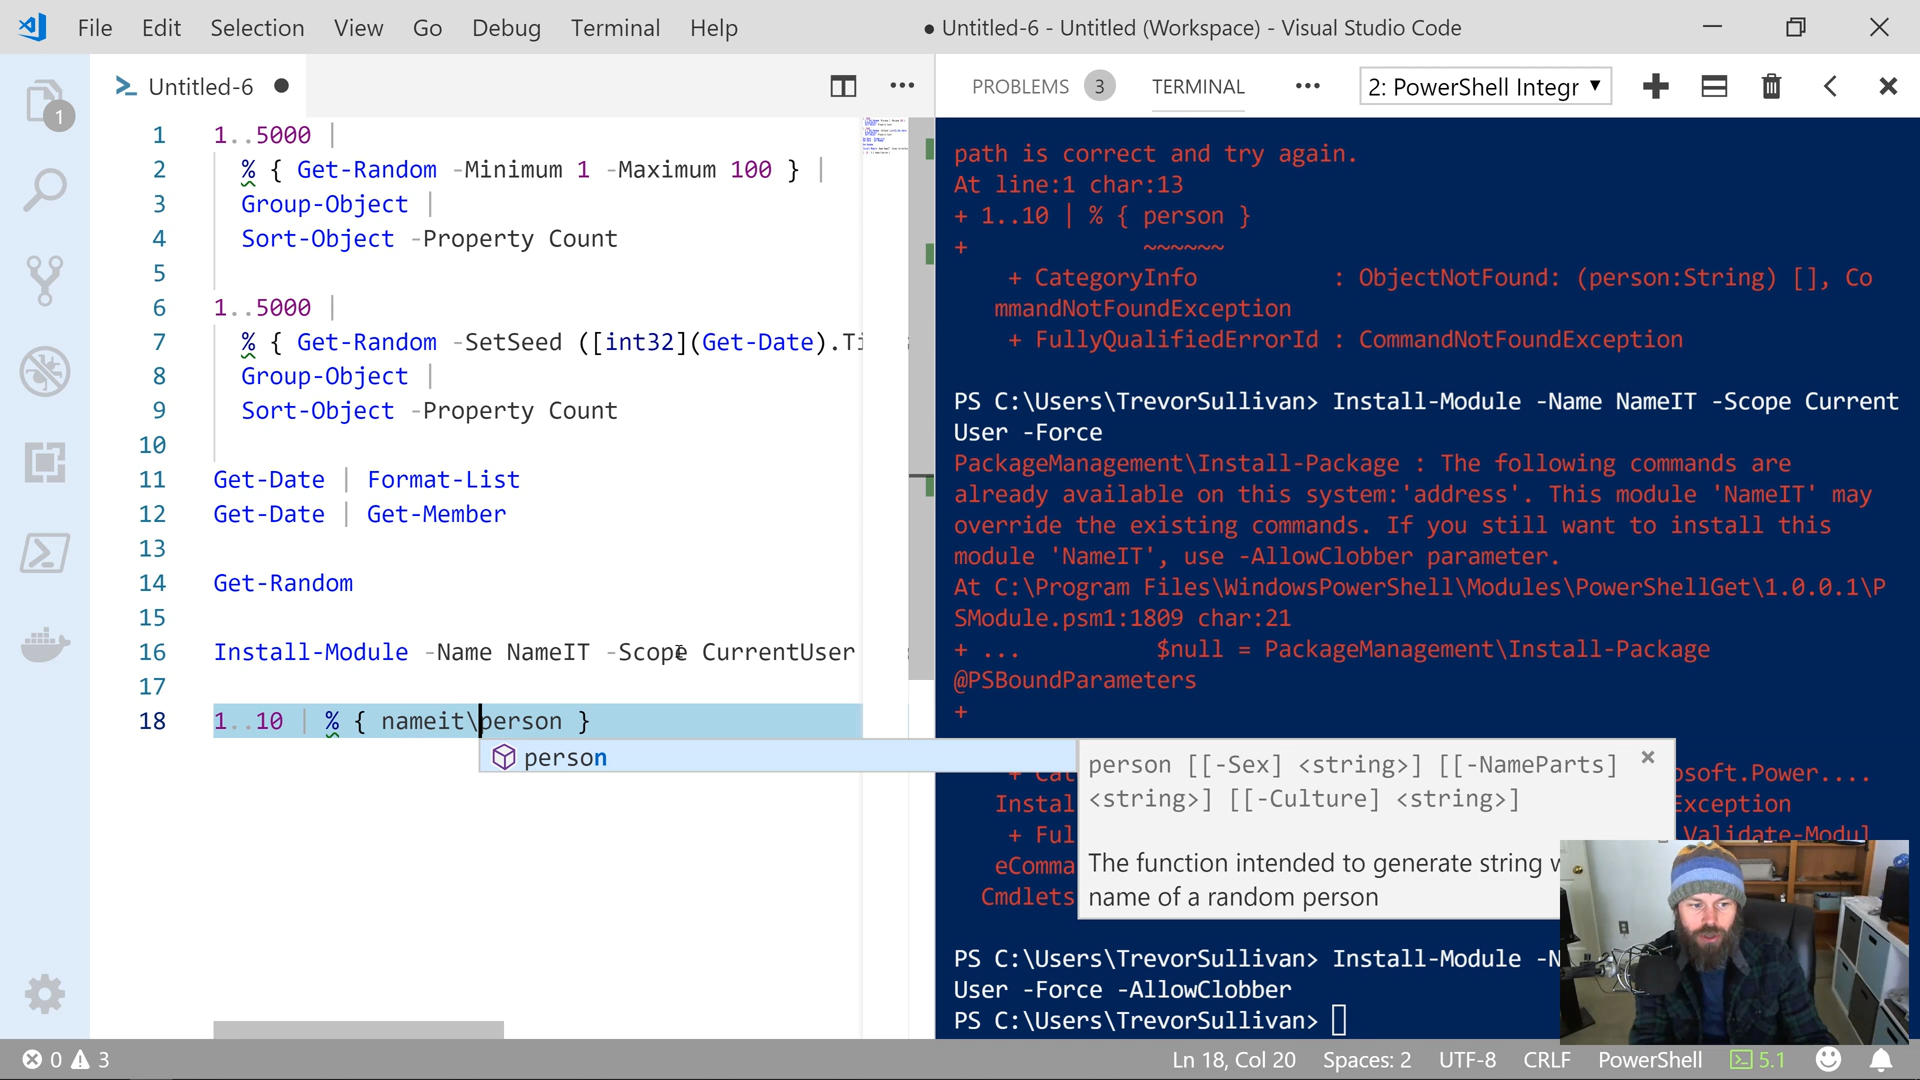 File Edit Selection View Go Debug Terminal Help
● Untitled-6 - Untitled (Workspace) - Visual Studio Code
1
Untitled-6 ●
1 1..5000 |
2 % { Get-Random -Minimum 1 -Maximum 100 } |
3 Group-Object |
4 Sort-Object -Property Count
5
6 1..5000 |
7 % { Get-Random -SetSeed ([int32](Get-Date).Ti
8 Group-Object |
9 Sort-Object -Property Count
10
11 Get-Date | Format-List
12 Get-Date | Get-Member
13
14 Get-Random
15
16 Install-Module -Name NameIT -Scope CurrentUser
17
18 1..10 | % { nameit\person }
person
person [[-Sex] <string>] [[-NameParts]
<string>] [[-Culture] <string>]
The function intended to generate string w
name of a random person
PROBLEMS 3 TERMINAL ... 2: PowerShell Integr
path is correct and try again.
At line:1 char:13
+ 1..10 | % { person }
+ ~~~~~~
+ CategoryInfo : ObjectNotFound: (person:String) [], Co
mmandNotFoundException
+ FullyQualifiedErrorId : CommandNotFoundException
PS C:\Users\TrevorSullivan> Install-Module -Name NameIT -Scope Current
User -Force
PackageManagement\Install-Package : The following commands are
already available on this system:'address'. This module 'NameIT' may
override the existing commands. If you still want to install this
module 'NameIT', use -AllowClobber parameter.
At C:\Program Files\WindowsPowerShell\Modules\PowerShellGet\1.0.0.1\P
SModule.psm1:1809 char:21
+ ... $null = PackageManagement\Install-Package
@PSBoundParameters
+
+ Cat osoft.Power....
Instal Exception
+ Ful Validate-Modul
eComma
Cmdlets
PS C:\Users\TrevorSullivan> Install-Module -N
User -Force -AllowClobber
PS C:\Users\TrevorSullivan>
0 3
Ln 18, Col 20 Spaces: 2 UTF-8 CRLF PowerShell 5.1